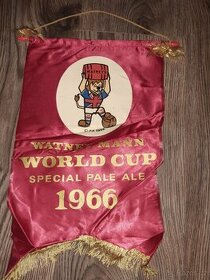 WATNEY MANN
WORLD CUP
SPECIAL PALE ALE
1966